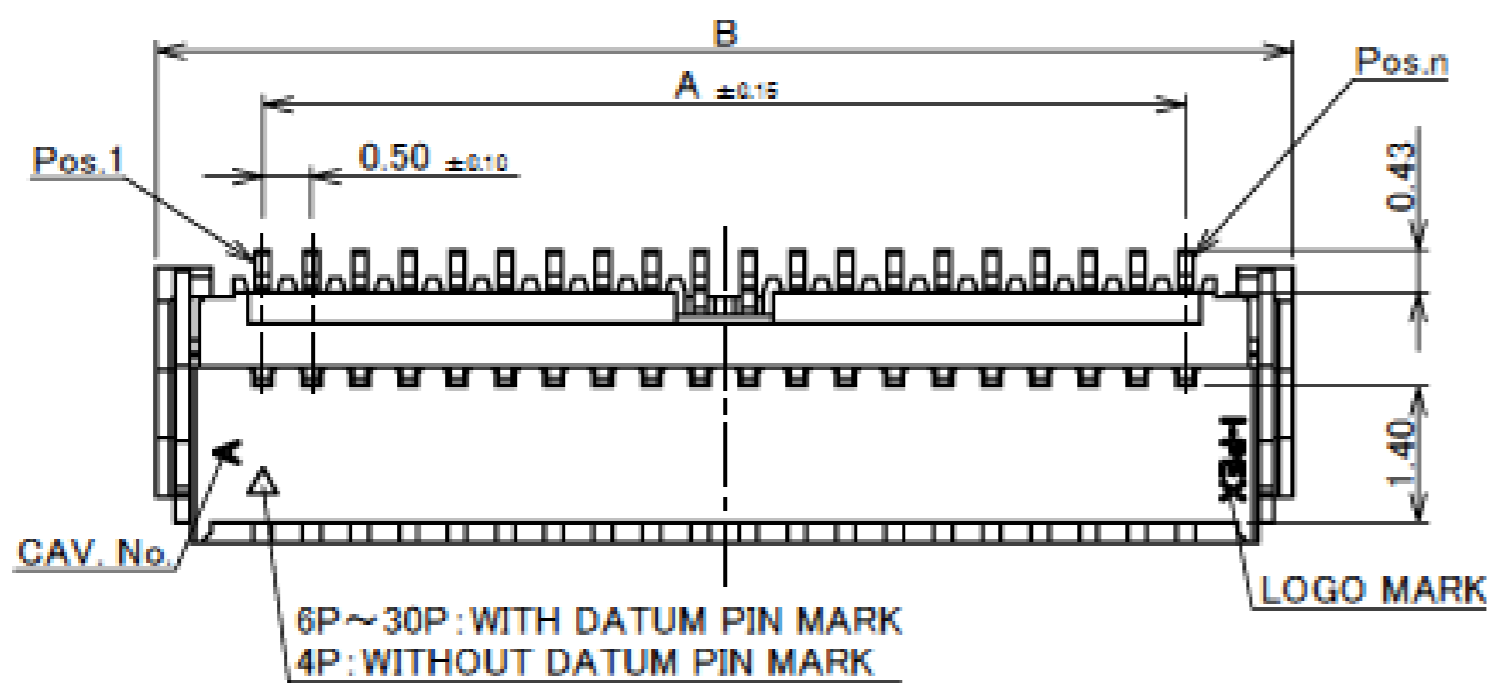 B
Pos.n
A ±0.15
Pos.1
0.50 ±0.10
0.43
1.40
A
I-PEX
CAV. No.
LOGO MARK
6P～30P:WITH DATUM PIN MARK
4P:WITHOUT DATUM PIN MARK